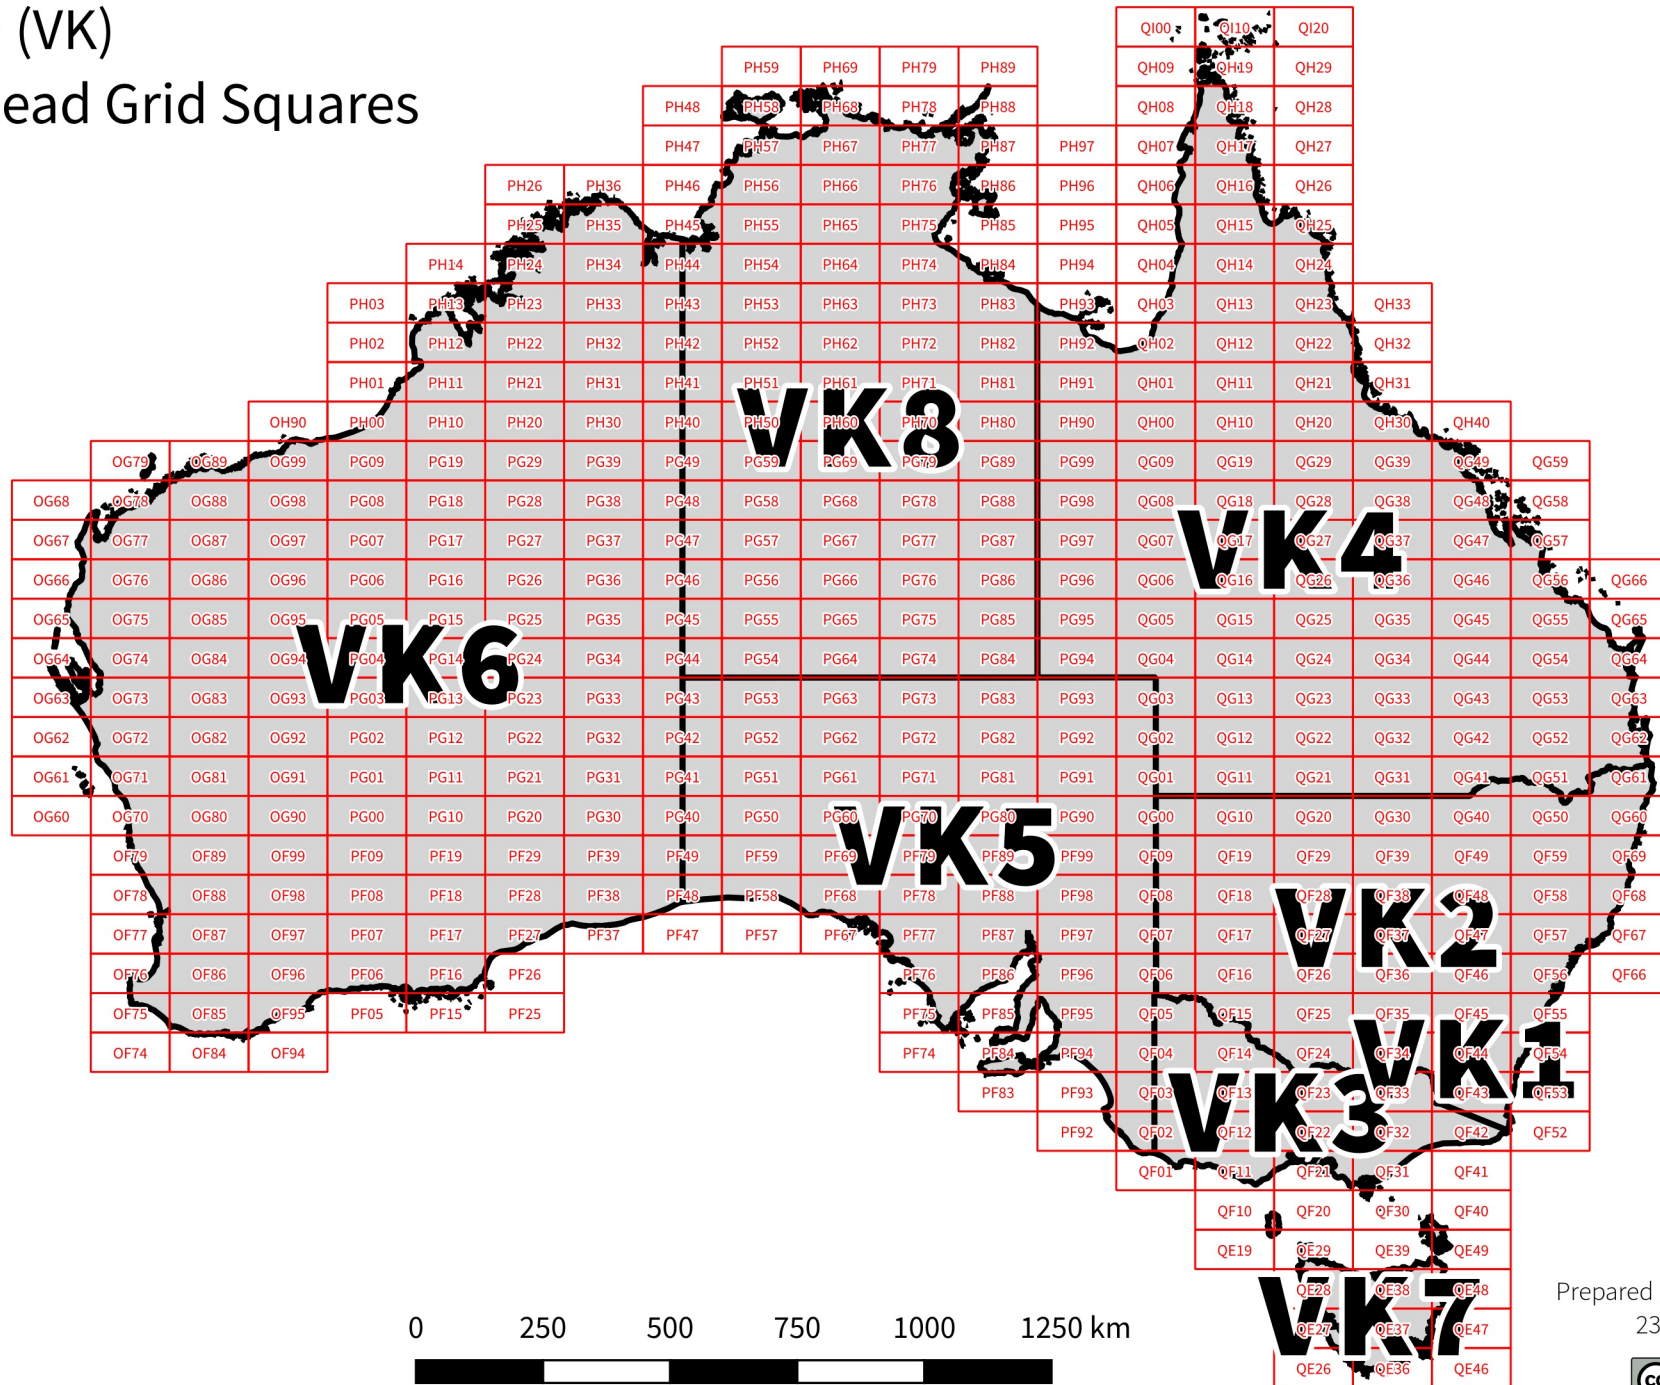 (VK)
ead Grid Squares
QI00 QI10 QI20
PH59 PH69 PH79 PH89 QH09 QH19 QH29
PH48 PH58 PH68 PH78 PH88 QH08 QH18 QH28
PH47 PH57 PH67 PH77 PH87 PH97 QH07 QH17 QH27
PH26 PH36 PH46 PH56 PH66 PH76 PH86 PH96 QH06 QH16 QH26
PH25 PH35 PH45 PH55 PH65 PH75 PH85 PH95 QH05 QH15 QH25
PH14 PH24 PH34 PH44 PH54 PH64 PH74 PH84 PH94 QH04 QH14 QH24
PH03 PH13 PH23 PH33 PH43 PH53 PH63 PH73 PH83 PH93 QH03 QH13 QH23 QH33
PH02 PH12 PH22 PH32 PH42 PH52 PH62 PH72 PH82 PH92 QH02 QH12 QH22 QH32
PH01 PH11 PH21 PH31 PH41 PH51 PH61 PH71 PH81 PH91 QH01 QH11 QH21 QH31
VK8
OH90 PH00 PH10 PH20 PH30 PH40 PH50 PH60 PH70 PH80 PH90 QH00 QH10 QH20 QH30 QH40
OG79 OG89 OG99 PG09 PG19 PG29 PG39 PG49 PG59 PG69 PG79 PG89 PG99 QG09 QG19 QG29 QG39 QG49 QG59
OG68 OG78 OG88 OG98 PG08 PG18 PG28 PG38 PG48 PG58 PG68 PG78 PG88 PG98 QG08 QG18 QG28 QG38 QG48 QG58
OG67 OG77 OG87 OG97 PG07 PG17 PG27 PG37 PG47 PG57 PG67 PG77 PG87 PG97 QG07 QG17 QG27 QG37 QG47 QG57
VK4
OG66 OG76 OG86 OG96 PG06 PG16 PG26 PG36 PG46 PG56 PG66 PG76 PG86 PG96 QG06 QG16 QG26 QG36 QG46 QG56 QG66
OG65 OG75 OG85 OG95 PG05 PG15 PG25 PG35 PG45 PG55 PG65 PG75 PG85 PG95 QG05 QG15 QG25 QG35 QG45 QG55 QG65
OG64 OG74 OG84 OG94 PG04 PG14 PG24 PG34 PG44 PG54 PG64 PG74 PG84 PG94 QG04 QG14 QG24 QG34 QG44 QG54 QG64
VK6
OG63 OG73 OG83 OG93 PG03 PG13 PG23 PG33 PG43 PG53 PG63 PG73 PG83 PG93 QG03 QG13 QG23 QG33 QG43 QG53 QG63
OG62 OG72 OG82 OG92 PG02 PG12 PG22 PG32 PG42 PG52 PG62 PG72 PG82 PG92 QG02 QG12 QG22 QG32 QG42 QG52 QG62
OG61 OG71 OG81 OG91 PG01 PG11 PG21 PG31 PG41 PG51 PG61 PG71 PG81 PG91 QG01 QG11 QG21 QG31 QG41 QG51 QG61
OG60 OG70 OG80 OG90 PG00 PG10 PG20 PG30 PG40 PG50 PG60 PG70 PG80 PG90 QG00 QG10 QG20 QG30 QG40 QG50 QG60
VK5
OF79 OF89 OF99 PF09 PF19 PF29 PF39 PF49 PF59 PF69 PF79 PF89 PF99 QF09 QF19 QF29 QF39 QF49 QF59 QF69
OF78 OF88 OF98 PF08 PF18 PF28 PF38 PF48 PF58 PF68 PF78 PF88 PF98 QF08 QF18 QF28 QF38 QF48 QF58 QF68
VK2
OF77 OF87 OF97 PF07 PF17 PF27 PF37 PF47 PF57 PF67 PF77 PF87 PF97 QF07 QF17 QF27 QF37 QF47 QF57 QF67
OF76 OF86 OF96 PF06 PF16 PF26 PF76 PF86 PF96 QF06 QF16 QF26 QF36 QF46 QF56 QF66
OF75 OF85 OF95 PF05 PF15 PF25 PF75 PF85 PF95 QF05 QF15 QF25 QF35 QF45 QF55
OF74 OF84 OF94 PF74 PF84 PF94 QF04 QF14 QF24 QF34 QF44 QF54
VK1
PF83 PF93 QF03 QF13 QF23 QF33 QF43 QF53
VK3
PF92 QF02 QF12 QF22 QF32 QF42 QF52
QF01 QF11 QF21 QF31 QF41
QF10 QF20 QF30 QF40
QE19 QE29 QE39 QE49
QE28 QE38 QE48
VK7
QE27 QE37 QE47
QE26 QE36 QE46
Prepared
23
0 250 500 750 1000 1250 km